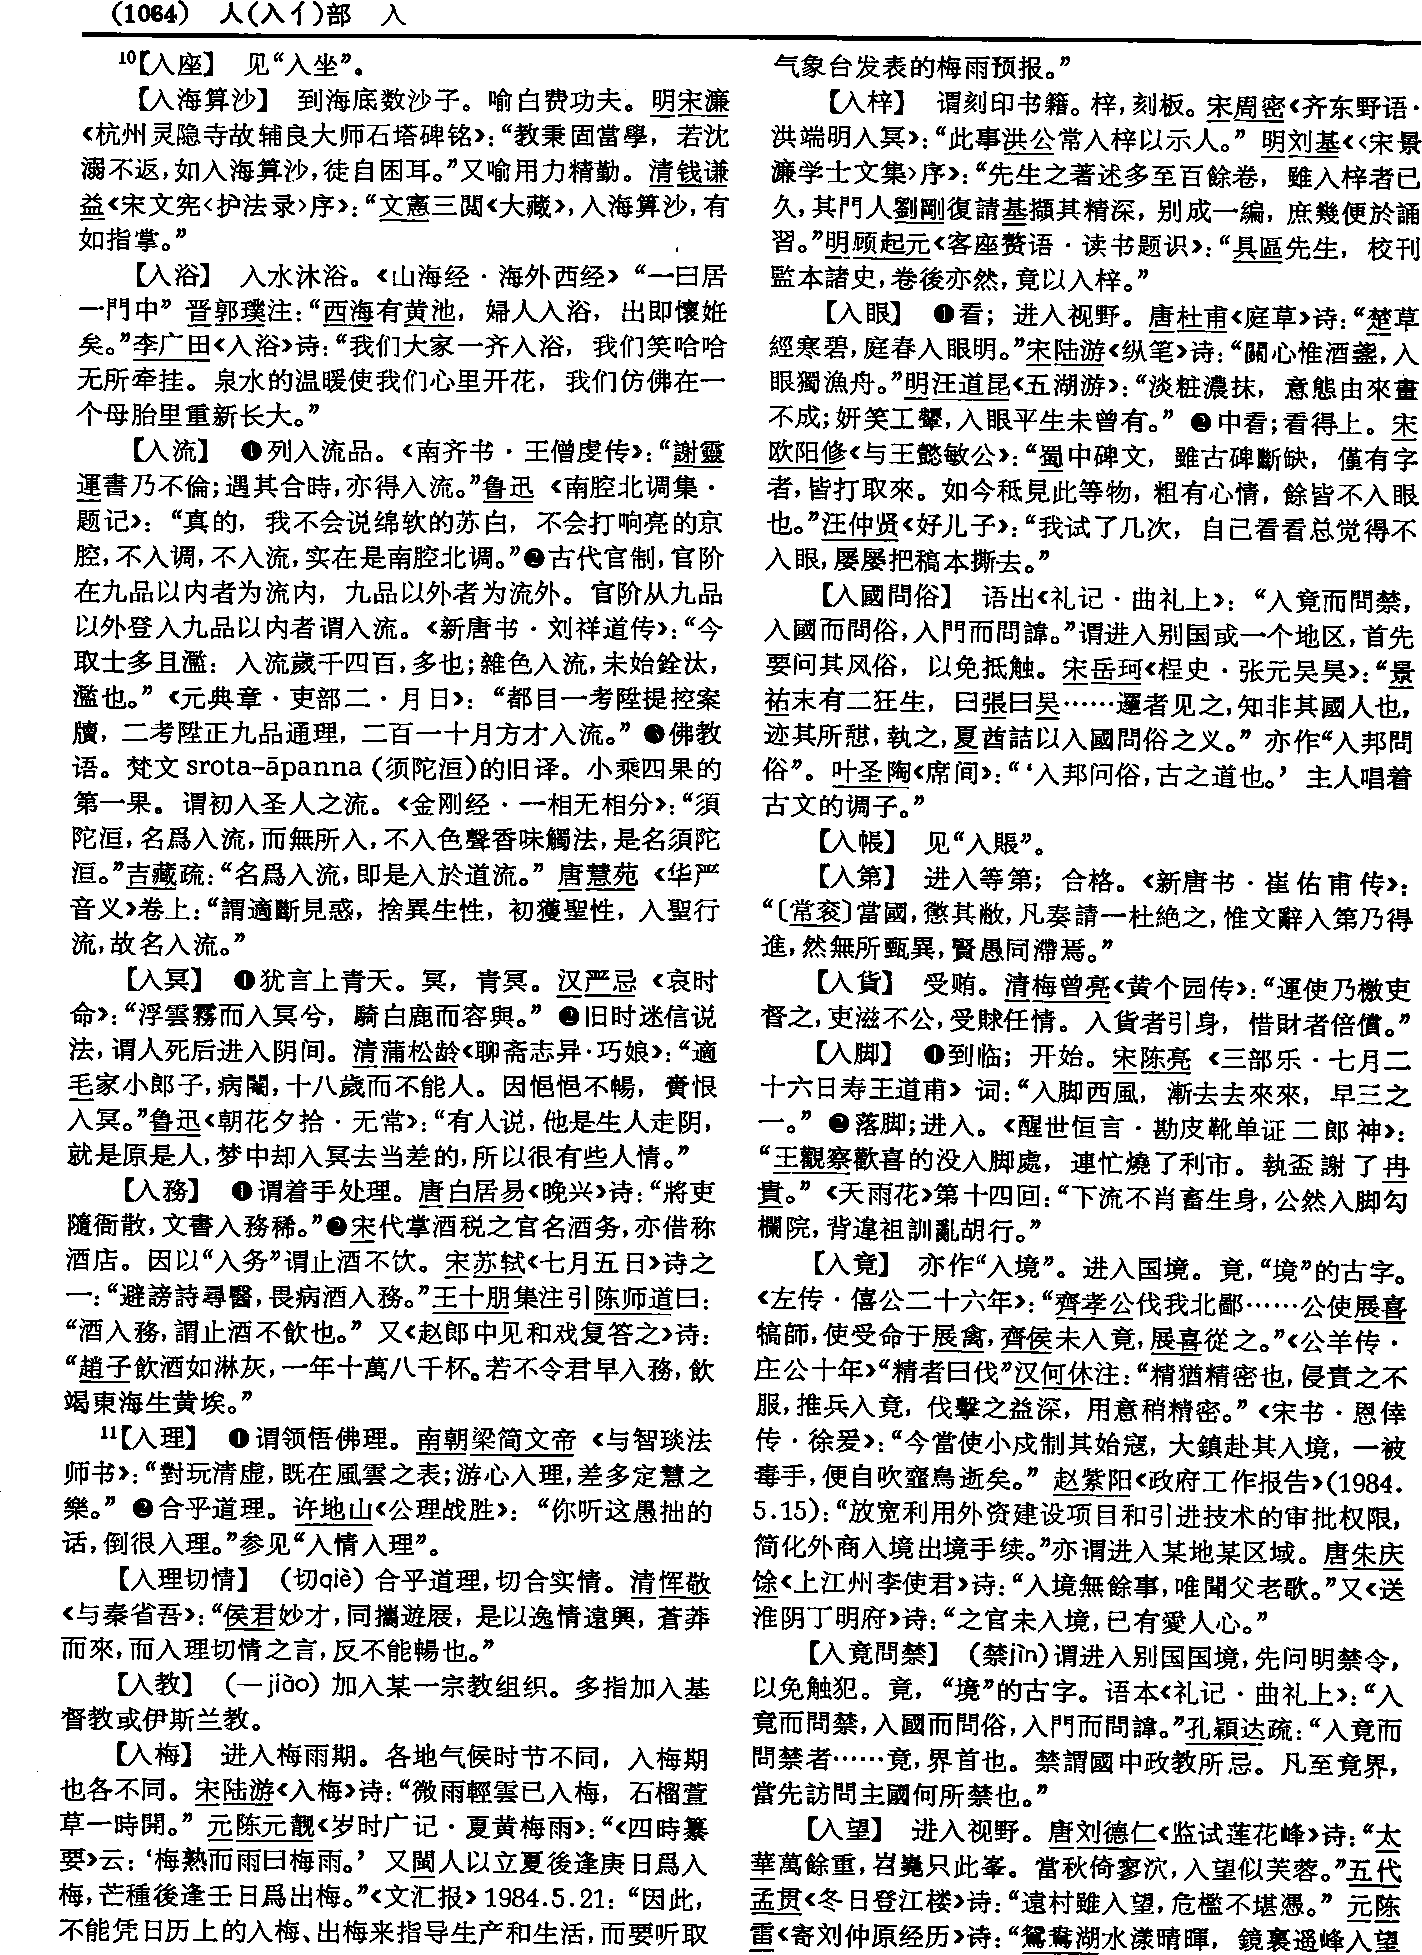 (1064) 人(入亻)部 入
¹⁰【入座】 见“入坐”。
【入海算沙】 到海底数沙子。喻白费功夫。明宋濂
《杭州灵隐寺故辅良大师石塔碑铭》：“教秉固當學，若沈
溺不返，如入海算沙，徒自困耳。”又喻用力精勤。清钱谦
益《宋文宪〈护法录〉序》：“文憲三閲《大藏》，入海算沙，有
如指掌。”
【入浴】 入水沐浴。《山海经·海外西经》“一曰居
一門中”晋郭璞注：“西海有黄池，婦人入浴，出即懷妊
矣。”李广田《入浴》诗：“我们大家一齐入浴，我们笑哈哈
无所牵挂。泉水的温暖使我们心里开花，我们仿佛在一
个母胎里重新长大。”
【入流】 ❶列入流品。《南齐书·王僧虔传》：“謝靈
運書乃不倫；遇其合時，亦得入流。”鲁迅《南腔北调集·
题记》：“真的，我不会说绵软的苏白，不会打响亮的京
腔，不入调，不入流，实在是南腔北调。”❷古代官制，官阶
在九品以内者为流内，九品以外者为流外。官阶从九品
以外登入九品以内者谓入流。《新唐书·刘祥道传》：“今
取士多且濫：入流歲千四百，多也；雜色入流，未始銓汰，
濫也。”《元典章·吏部二·月日》：“都目一考陞提控案
牘，二考陞正九品通理，二百一十月方才入流。”❸佛教
语。梵文 srota-āpanna (须陀洹)的旧译。小乘四果的
第一果。谓初入圣人之流。《金刚经·一相无相分》：“須
陀洹，名爲入流，而無所入，不入色聲香味觸法，是名須陀
洹。”吉藏疏：“名爲入流，即是入於道流。”唐慧苑《华严
音义》卷上：“謂適斷見惑，捨異生性，初獲聖性，入聖行
流，故名入流。”
【入冥】 ❶犹言上青天。冥，青冥。汉严忌《哀时
命》：“浮雲霧而入冥兮，騎白鹿而容與。”❷旧时迷信说
法，谓人死后进入阴间。清蒲松龄《聊斋志异·巧娘》：“適
毛家小郎子，病閹，十八歲而不能人。因悒悒不暢，賫恨
入冥。”鲁迅《朝花夕拾·无常》：“有人说，他是生人走阴，
就是原是人，梦中却入冥去当差的，所以很有些人情。”
【入務】 ❶谓着手处理。唐白居易《晚兴》诗：“將吏
隨衙散，文書入務稀。”❷宋代掌酒税之官名酒务，亦借称
酒店。因以“入务”谓止酒不饮。宋苏轼《七月五日》诗之
一：“避謗詩尋醫，畏病酒入務。”王十朋集注引陈师道曰：
“酒入務，謂止酒不飲也。”又《赵郎中见和戏复答之》诗：
“趙子飲酒如淋灰，一年十萬八千杯。若不令君早入務，飲
竭東海生黄埃。”
¹¹【入理】 ❶谓领悟佛理。南朝梁简文帝《与智琰法
师书》：“對玩清虚，既在風雲之表；游心入理，差多定慧之
樂。”❷合乎道理。许地山《公理战胜》：“你听这愚拙的
话，倒很入理。”参见“入情入理”。
【入理切情】 (切qiè) 合乎道理，切合实情。清恽敬
《与秦省吾》：“侯君妙才，同攜遊展，是以逸情遠興，蒼莽
而來，而入理切情之言，反不能暢也。”
【入教】 (一jiào) 加入某一宗教组织。多指加入基
督教或伊斯兰教。
【入梅】 进入梅雨期。各地气候时节不同，入梅期
也各不同。宋陆游《入梅》诗：“微雨輕雲已入梅，石榴萱
草一時開。”元陈元靓《岁时广记·夏黄梅雨》：“《四時纂
要》云：‘梅熟而雨曰梅雨。’又閩人以立夏後逢庚日爲入
梅，芒種後逢壬日爲出梅。”《文汇报》1984.5.21：“因此，
不能凭日历上的入梅、出梅来指导生产和生活，而要听取
气象台发表的梅雨预报。”
【入梓】 谓刻印书籍。梓，刻板。宋周密《齐东野语·
洪端明入冥》：“此事洪公常入梓以示人。”明刘基《〈宋景
濂学士文集〉序》：“先生之著述多至百餘卷，雖入梓者已
久，其門人劉剛復請基擷其精深，别成一編，庶幾便於誦
習。”明顾起元《客座赘语·读书题识》：“具區先生，校刊
監本諸史，卷後亦然，竟以入梓。”
【入眼】 ❶看；进入视野。唐杜甫《庭草》诗：“楚草
經寒碧，庭春入眼明。”宋陆游《纵笔》诗：“關心惟酒盞，入
眼獨漁舟。”明汪道昆《五湖游》：“淡粧濃抹，意態由來畫
不成；妍笑工顰，入眼平生未曾有。”❷中看；看得上。宋
欧阳修《与王懿敏公》：“蜀中碑文，雖古碑斷缺，僅有字
者，皆打取來。如今秪見此等物，粗有心情，餘皆不入眼
也。”汪仲贤《好儿子》：“我试了几次，自己看看总觉得不
入眼，屡屡把稿本撕去。”
【入國問俗】 语出《礼记·曲礼上》：“入竟而問禁，
入國而問俗，入門而問諱。”谓进入别国或一个地区，首先
要问其风俗，以免抵触。宋岳珂《桯史·张元吴昊》：“景
祐末有二狂生，曰張曰吴……邏者见之，知非其國人也，
迹其所憇，執之，夏酋詰以入國問俗之义。”亦作“入邦問
俗”。叶圣陶《席间》：“‘入邦问俗，古之道也。’主人唱着
古文的调子。”
【入帳】 见“入賬”。
【入第】 进入等第；合格。《新唐书·崔佑甫传》：
“〔常衮〕當國，懲其敝，凡奏請一杜絶之，惟文辭入第乃得
進，然無所甄異，賢愚同滯焉。”
【入貨】 受贿。清梅曾亮《黄个园传》：“運使乃檄吏
督之，吏滋不公，受賕任情。入貨者引身，惜財者倍償。”
【入脚】 ❶到临；开始。宋陈亮《三部乐·七月二
十六日寿王道甫》词：“入脚西風，漸去去來來，早三之
一。”❷落脚；进入。《醒世恒言·勘皮靴单证二郎神》：
“王觀察歡喜的没入脚處，連忙燒了利市。執盃謝了冉
貴。”《天雨花》第十四回：“下流不肖畜生身，公然入脚勾
欄院，背違祖訓亂胡行。”
【入竟】 亦作“入境”。进入国境。竟，“境”的古字。
《左传·僖公二十六年》：“齊孝公伐我北鄙……公使展喜
犒師，使受命于展禽，齊侯未入竟，展喜從之。”《公羊传·
庄公十年》“精者曰伐”汉何休注：“精猶精密也，侵責之不
服，推兵入竟，伐擊之益深，用意稍精密。”《宋书·恩倖
传·徐爰》：“今當使小戍制其始寇，大鎮赴其入境，一被
毒手，便自吹虀鳥逝矣。”赵紫阳《政府工作报告》(1984.
5.15)：“放宽利用外资建设项目和引进技术的审批权限，
简化外商入境出境手续。”亦谓进入某地某区域。唐朱庆
馀《上江州李使君》诗：“入境無餘事，唯聞父老歌。”又《送
淮阴丁明府》诗：“之官未入境，已有愛人心。”
【入竟問禁】 (禁jìn)谓进入别国国境，先问明禁令，
以免触犯。竟，“境”的古字。语本《礼记·曲礼上》：“入
竟而問禁，入國而問俗，入門而問諱。”孔穎达疏：“入竟而
問禁者……竟，界首也。禁謂國中政教所忌。凡至竟界，
當先訪問主國何所禁也。”
【入望】 进入视野。唐刘德仁《监试莲花峰》诗：“太
華萬餘重，岧嶢只此峯。當秋倚寥泬，入望似芙蓉。”五代
孟贯《冬日登江楼》诗：“遠村雖入望，危檻不堪憑。”元陈
雷《寄刘仲原经历》诗：“鴛鴦湖水漾晴暉，鏡裏遥峰入望